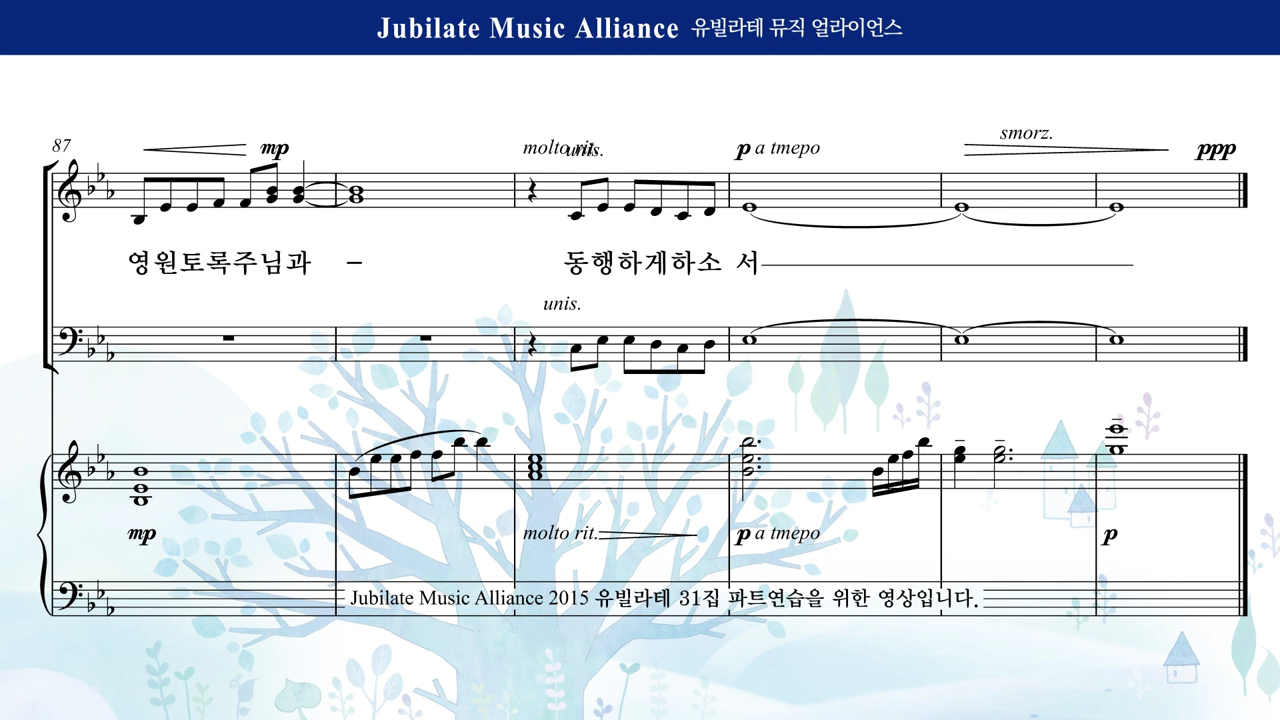 Jubilate Music Alliance 유빌라테 뮤직 얼라이언스
87 mp molto rit. unis. p a tmepo smorz. ppp
영원토록주님과 – 동행하게하소 서
unis.
mp molto rit. p a tmepo p
Jubilate Music Alliance 2015 유빌라테 31집 파트연습을 위한 영상입니다.